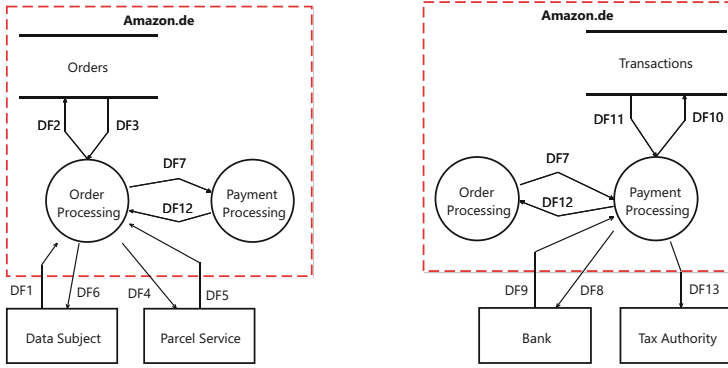 Amazon.de
Orders
DF2
DF3
DF7
Order
Processing
Payment
Processing
DF12
DF1
DF6
DF4
DF5
Data Subject
Parcel Service
Amazon.de
Transactions
DF11
DF10
DF7
Order
Processing
Payment
Processing
DF12
DF9
DF8
DF13
Bank
Tax Authority